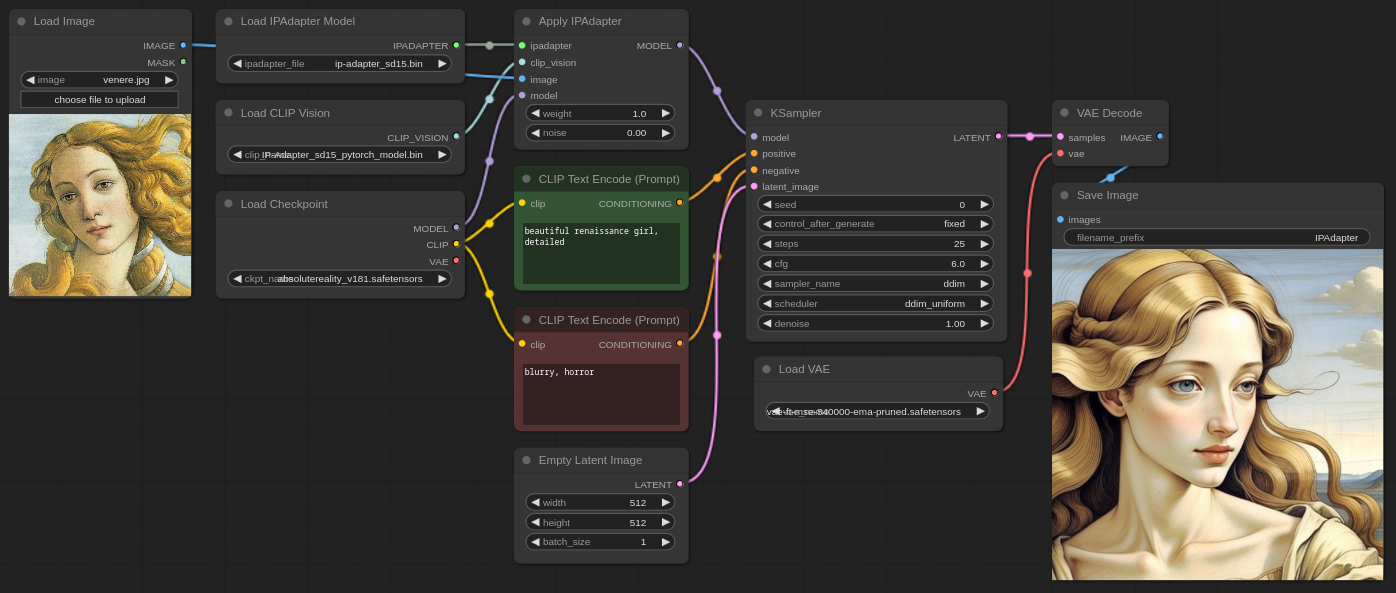 Load Image
IMAGE
MASK
image venere.jpg
choose file to upload
Load IPAdapter Model
IPADAPTER
ipadapter_file ip-adapter_sd15.bin
Load CLIP Vision
CLIP_VISION
IPAdapter_sd15_pytorch_model.bin
Load Checkpoint
MODEL
CLIP
VAE
absolutereality_v181.safetensors
Apply IPAdapter
ipadapter MODEL
clip_vision
image
model
weight 1.0
noise 0.00
CLIP Text Encode (Prompt)
clip CONDITIONING
beautiful renaissance girl,
detailed
CLIP Text Encode (Prompt)
clip CONDITIONING
blurry, horror
Empty Latent Image
LATENT
width 512
height 512
batch_size 1
KSampler
model LATENT
positive
negative
latent_image
seed 0
control_after_generate fixed
steps 25
cfg 6.0
sampler_name ddim
scheduler ddim_uniform
denoise 1.00
Load VAE
VAE
vae-ft-mse-840000-ema-pruned.safetensors
VAE Decode
samples IMAGE
vae
Save Image
images
filename_prefix IPAdapter